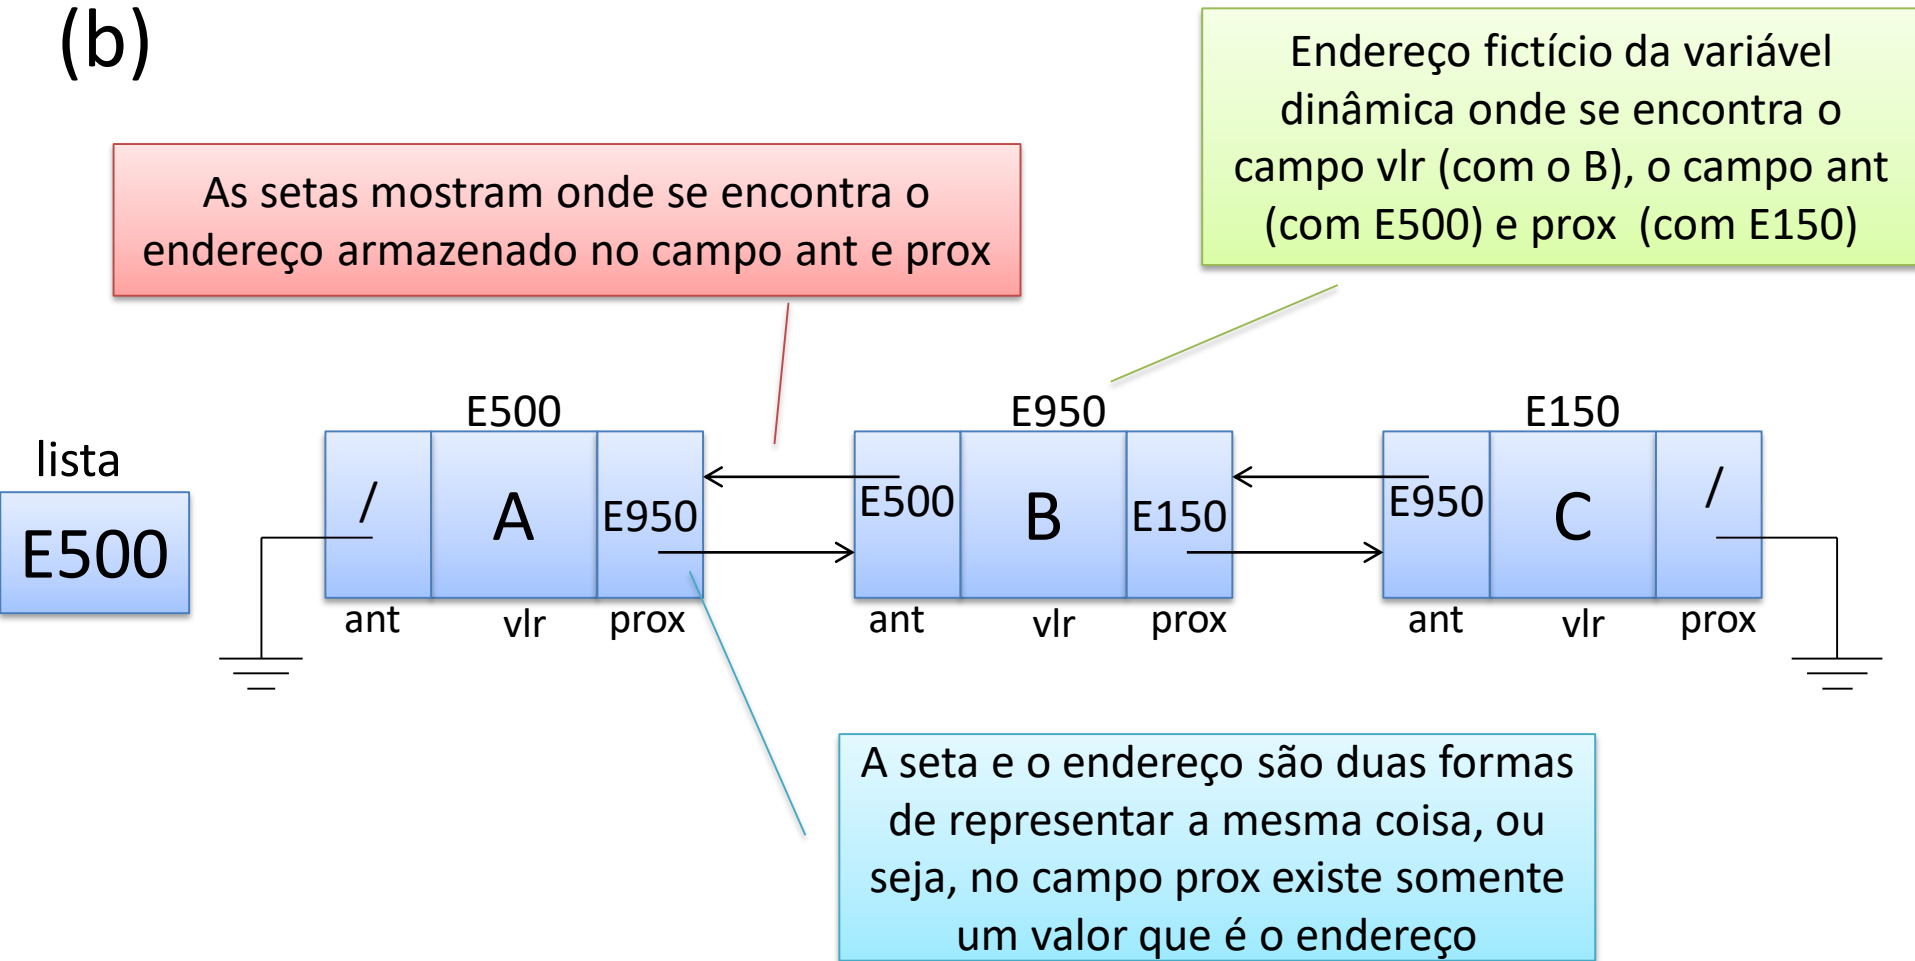 (b)
Endereço fictício da variável
dinâmica onde se encontra o
campo vlr (com o B), o campo ant
(com E500) e prox (com E150)
As setas mostram onde se encontra o
endereço armazenado no campo ant e prox
E500 E950 E150
lista
E500
/ A E950 E500 B E150 E950 C /
ant vlr prox ant vlr prox ant vlr prox
A seta e o endereço são duas formas
de representar a mesma coisa, ou
seja, no campo prox existe somente
um valor que é o endereço